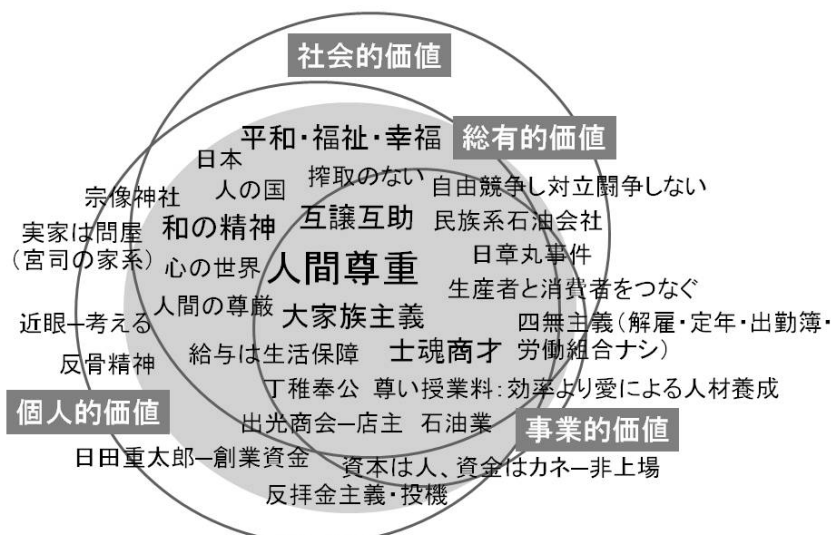 社会的価値
平和・福祉・幸福
総有的価値
日本
搾取のない
自由競争し対立闘争しない
宗像神社
人の国
実家は問屋
(宮司の家系)
和の精神
互譲互助
民族系石油会社
日章丸事件
心の世界
人間尊重
生産者と消費者をつなぐ
人間の尊厳
大家族主義
近眼ー考える
四無主義(解雇・定年・出勤簿・
労働組合ナシ)
反骨精神
給与は生活保障
士魂商才
丁稚奉公
尊い授業料:効率より愛による人材養成
個人的価値
出光商会ー店主
石油業
事業的価値
日田重太郎ー創業資金
資本は人、資金はカネー非上場
反拝金主義・投機